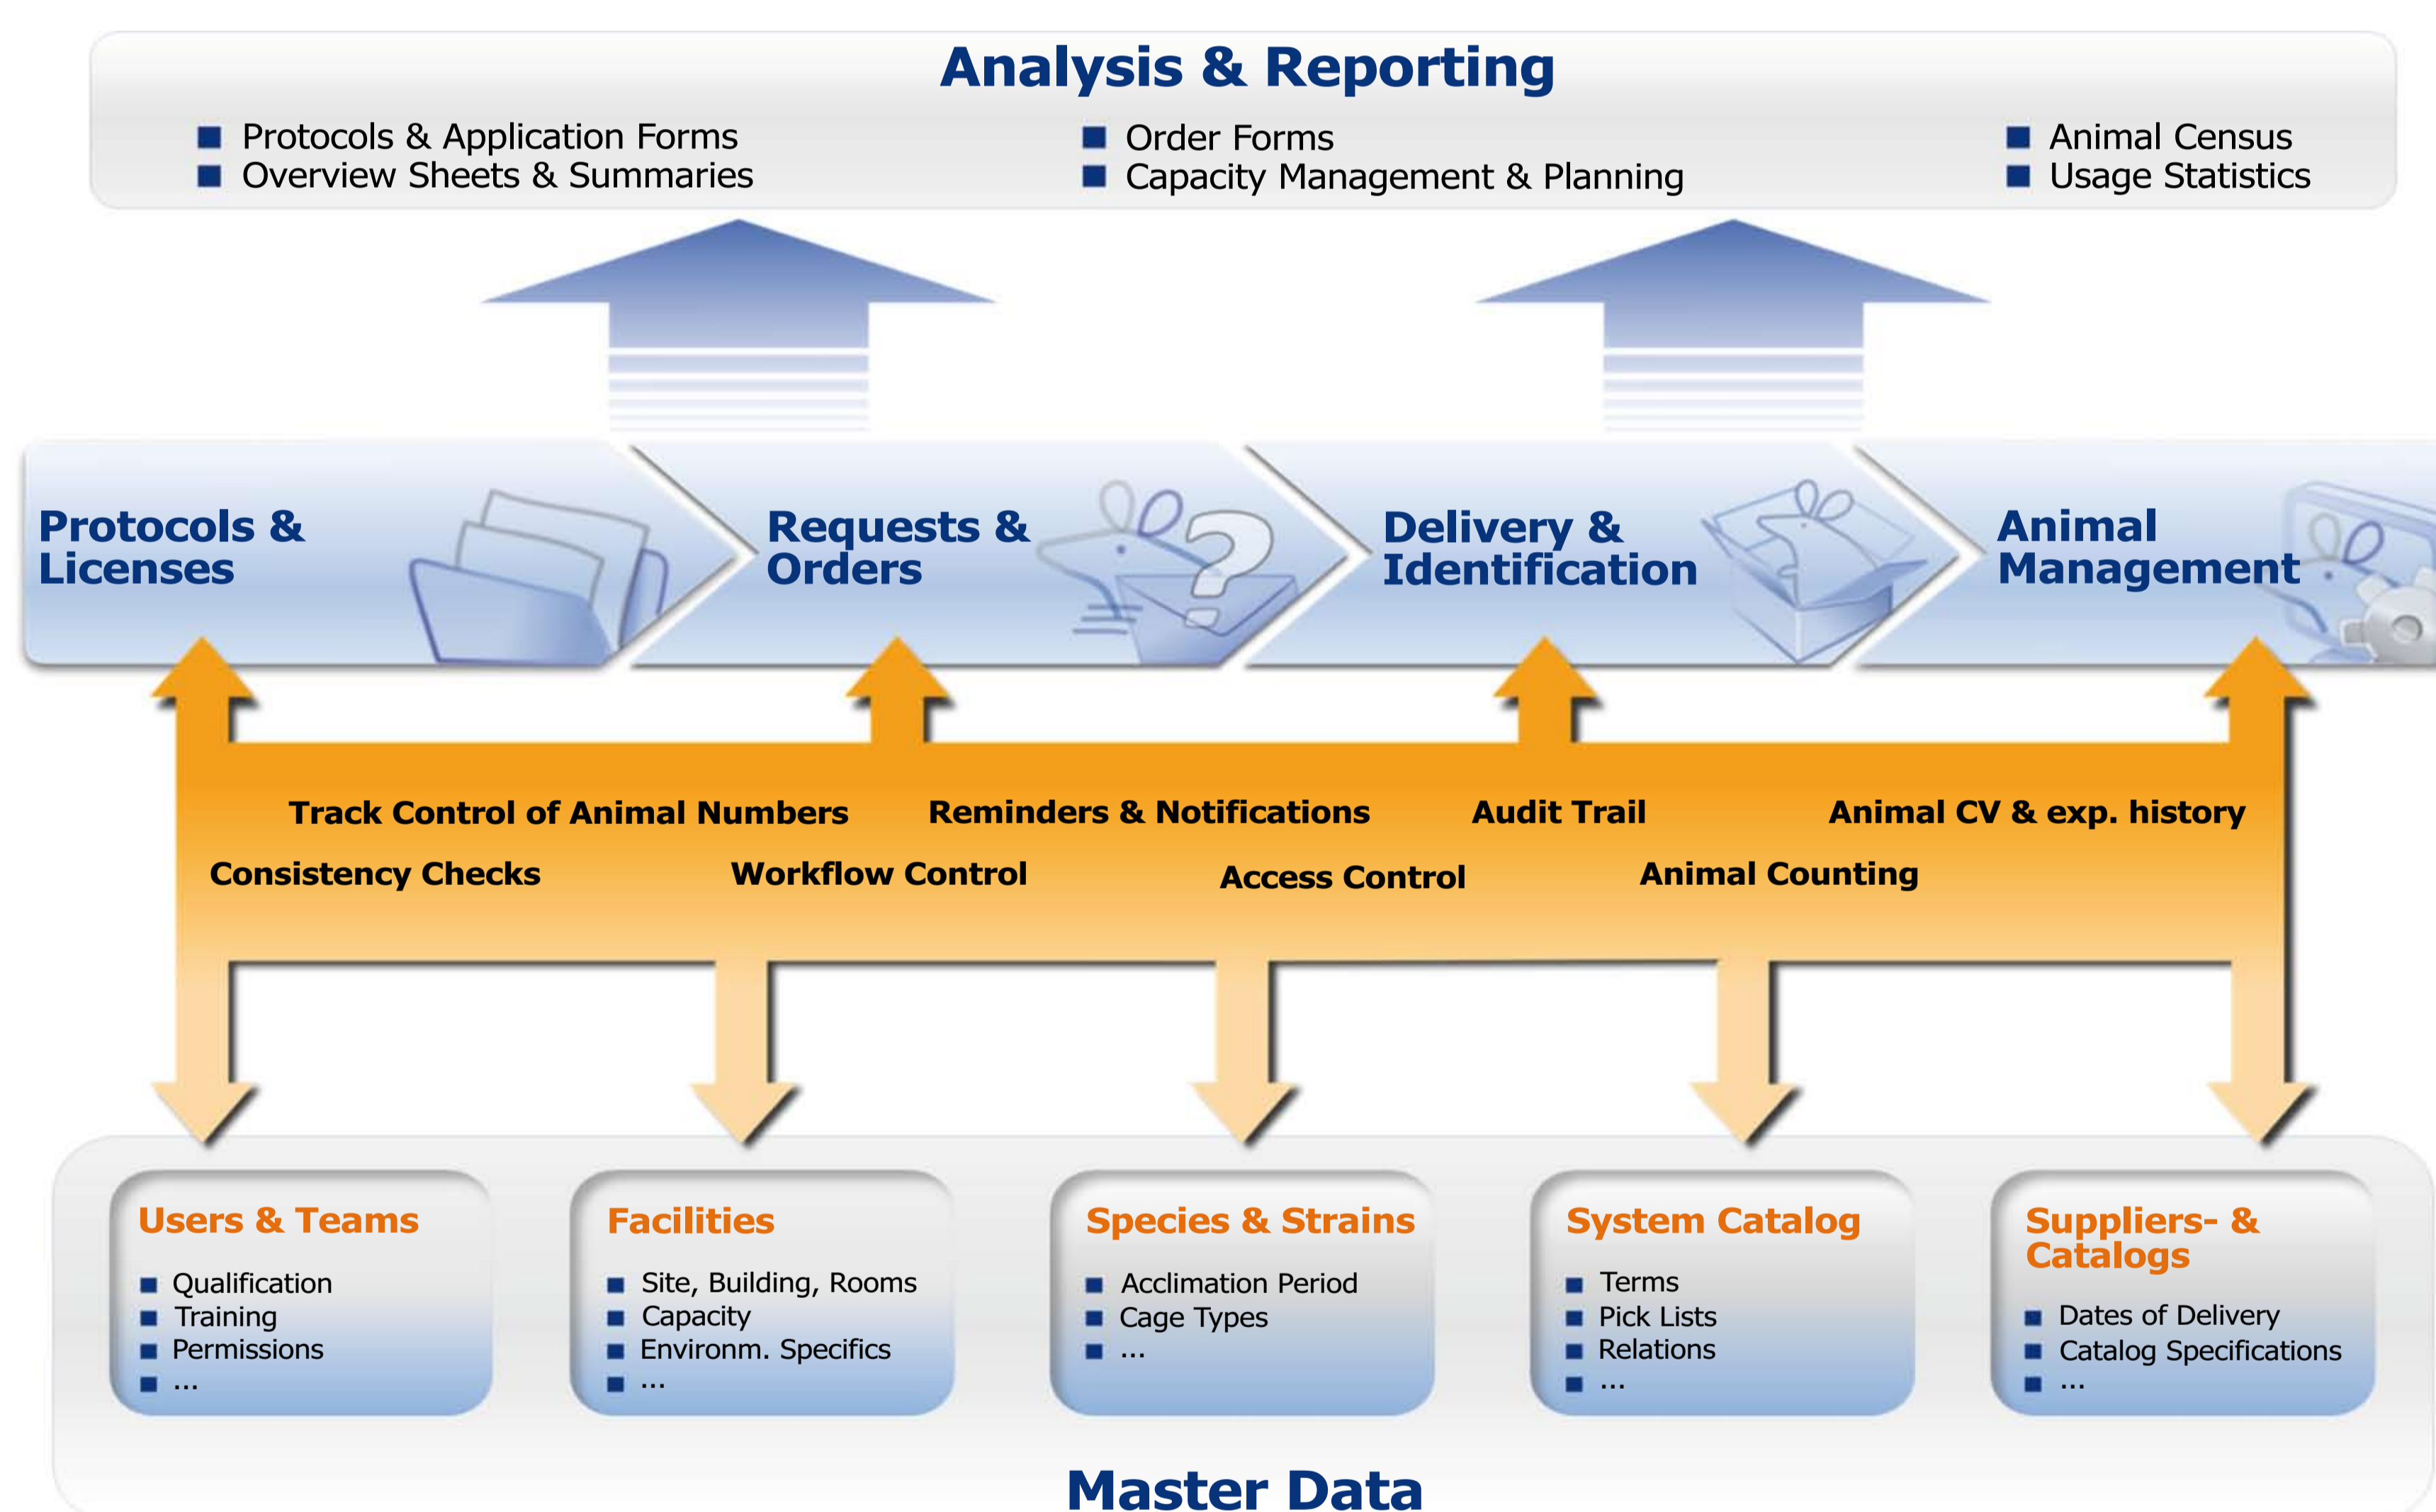 Analysis & Reporting
Protocols & Application Forms
Overview Sheets & Summaries
Order Forms
Capacity Management & Planning
Animal Census
Usage Statistics
Protocols &
Licenses
Requests &
Orders
?
Delivery &
Identification
Animal
Management
Track Control of Animal Numbers
Reminders & Notifications
Audit Trail
Animal CV & exp. history
Consistency Checks
Workflow Control
Access Control
Animal Counting
Users & Teams
Qualification
Training
Permissions
...
Facilities
Site, Building, Rooms
Capacity
Environm. Specifics
...
Species & Strains
Acclimation Period
Cage Types
...
System Catalog
Terms
Pick Lists
Relations
...
Suppliers- &
Catalogs
Dates of Delivery
Catalog Specifications
...
Master Data